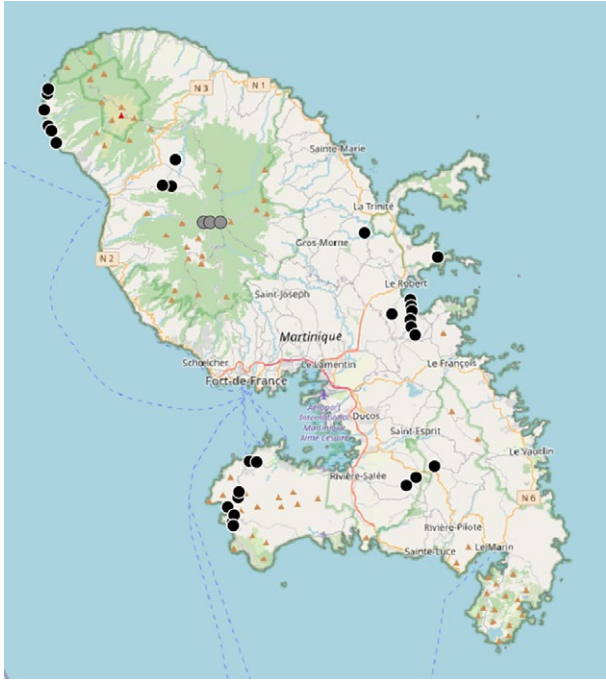 N 3
N 1
Sainte-Marie
La Trinité
Gros-Morne
N 2
Le Robert
Saint-Joseph
Martinique
Schœlcher
Le Lamentin
Le François
Fort-de-France
Aéroport
International
Martinique
Aimé Césaire
Ducos
Saint-Esprit
Le Vauclin
Rivière-Salée
N 6
Rivière-Pilote
Sainte-Luce
Le Marin